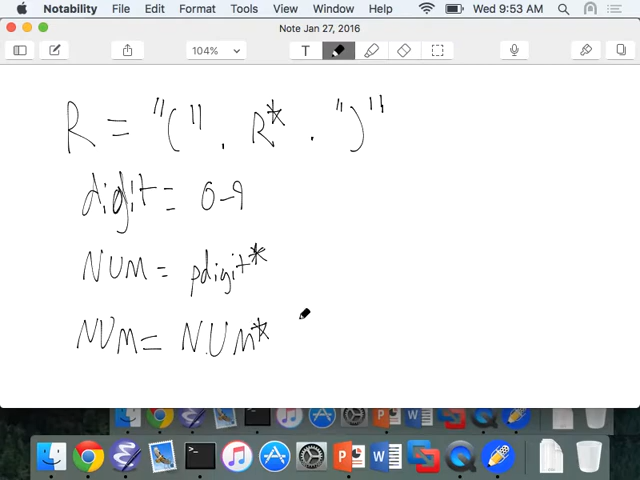 Notability File Edit Format Tools View Window Help Wed 9:53 AM
Note Jan 27, 2016
104% T
R = "(" . R* . ")"
digit = 0-9
NUM = pdigit*
NUM = NUM*